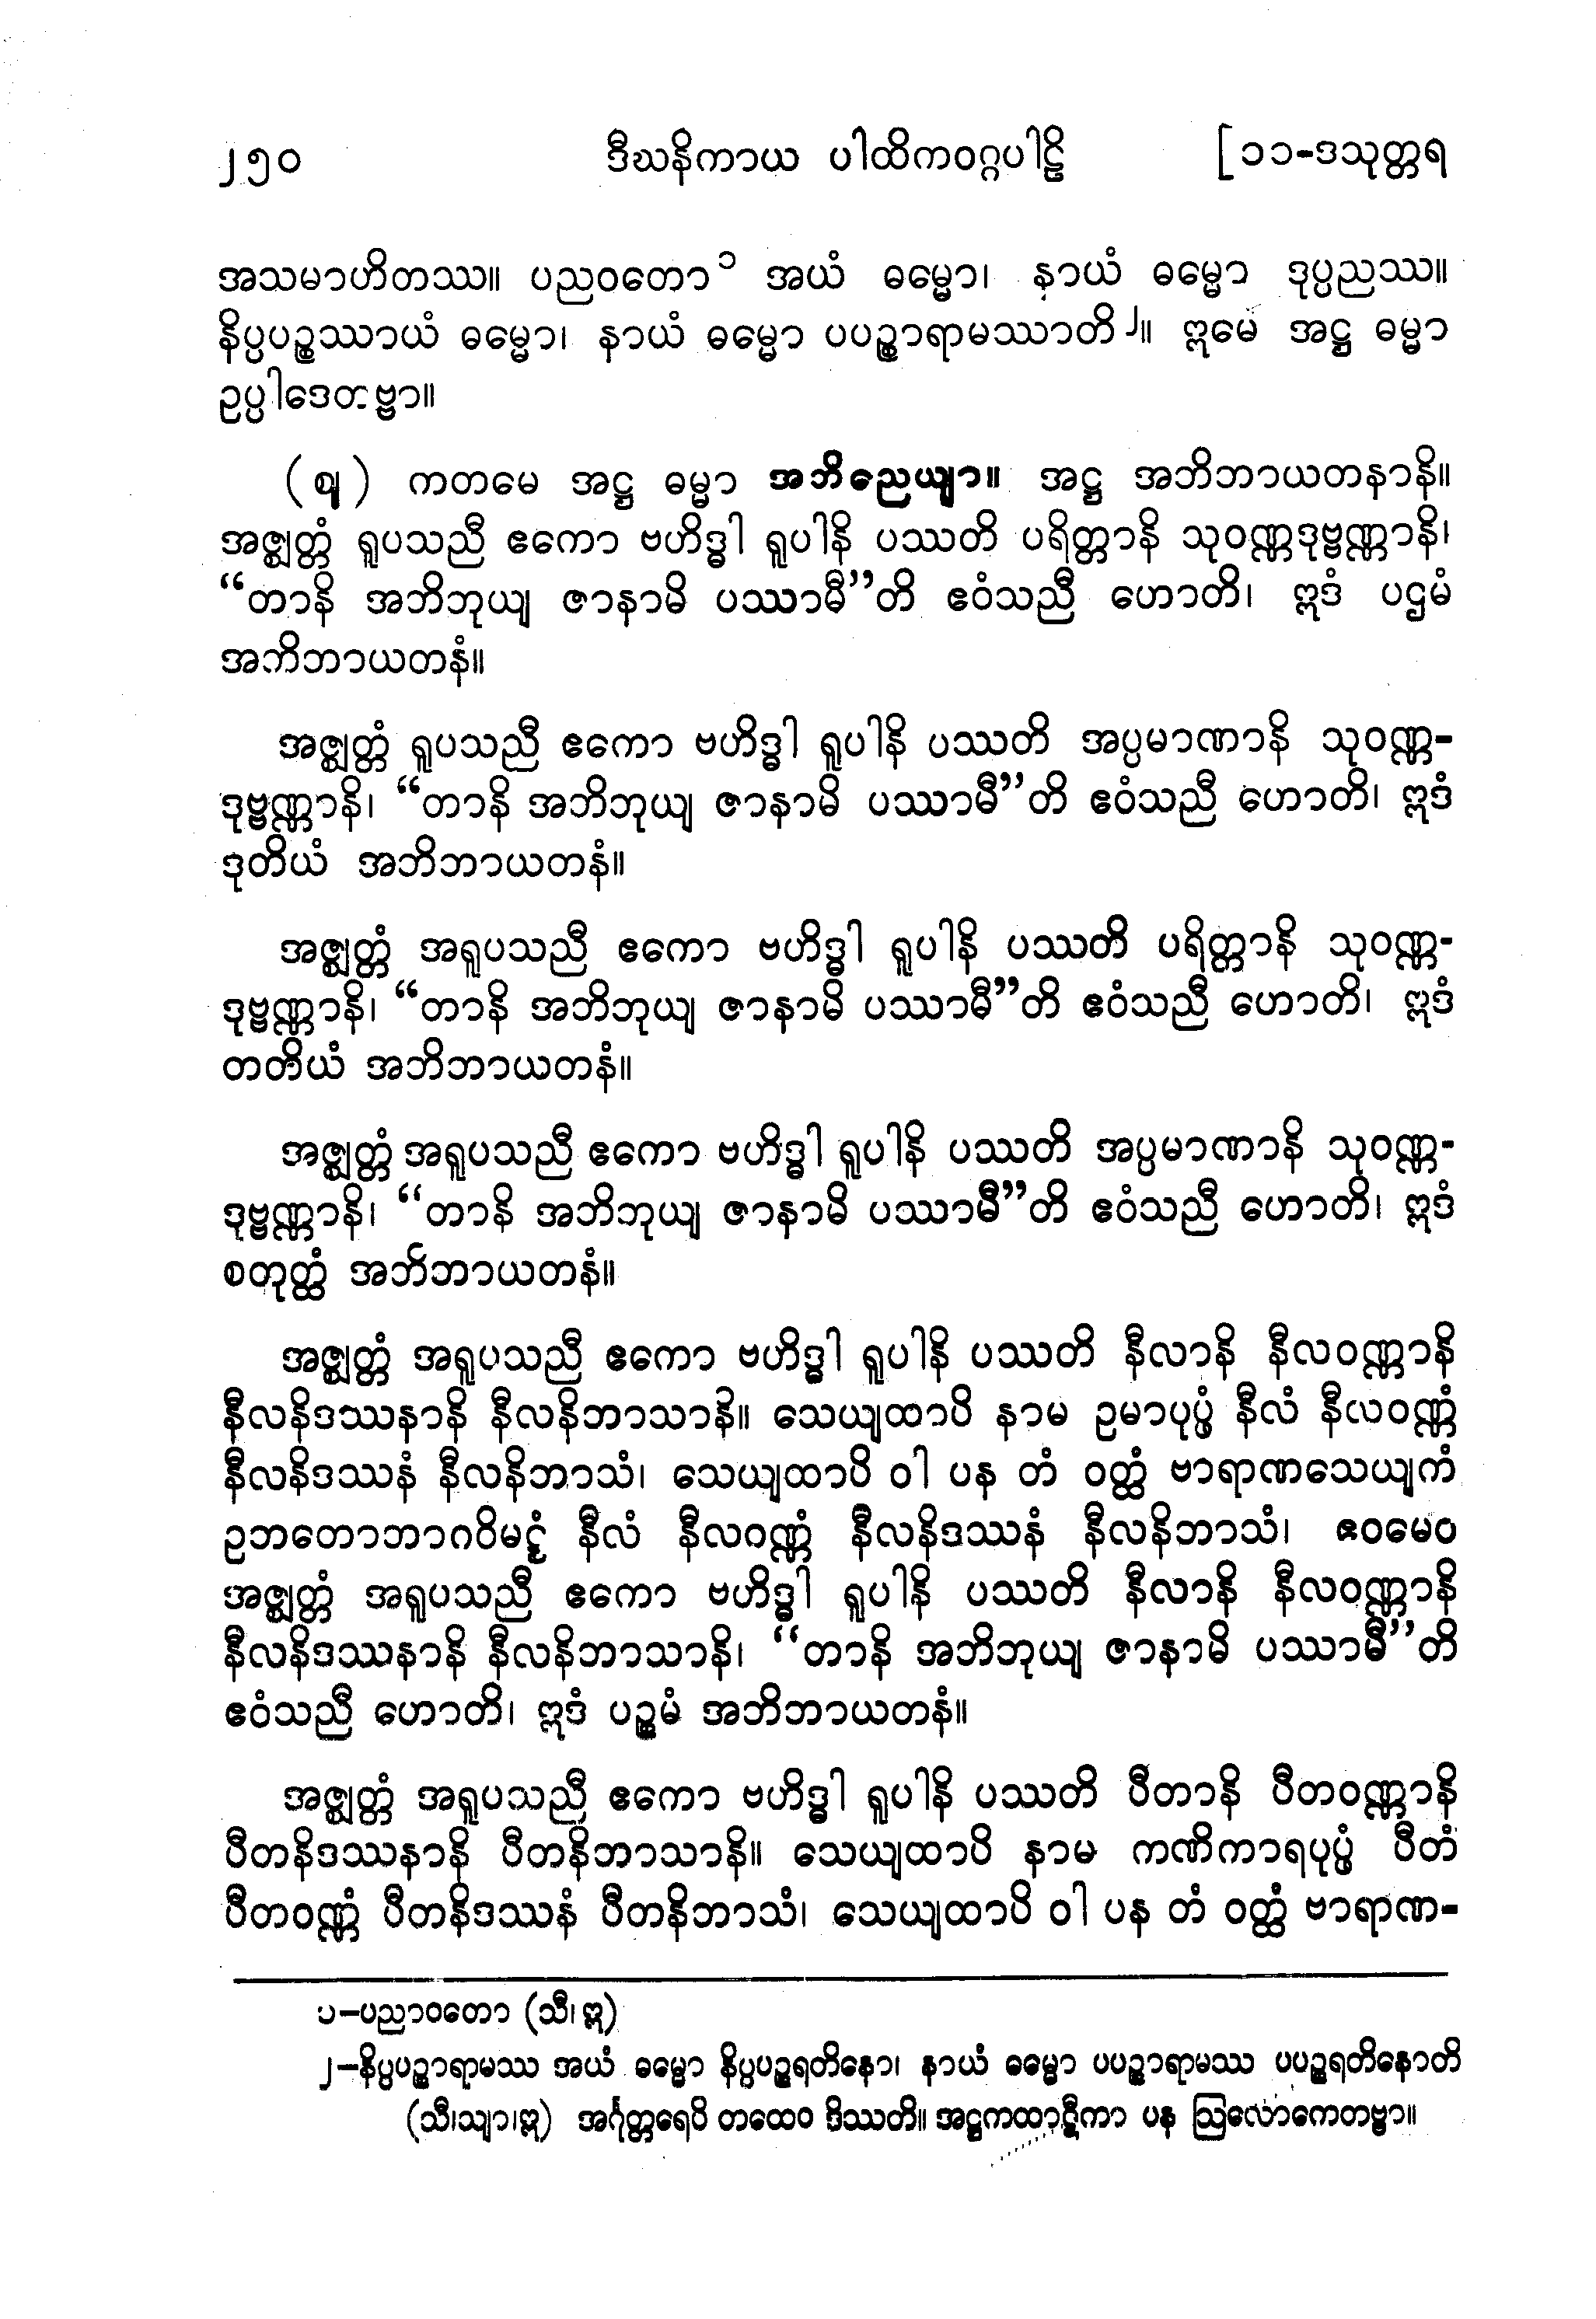 ၂၅၀ ဒီဃနိကာယ ပါထိကဝဂ္ဂပါဠိ [၁၁-ဒသုတ္တရ
အသမာဟိတဿ။ ပညဝတော၁ အယံ ဓမ္မော၊ နာယံ ဓမ္မော ဒုပ္ပညဿ။
နိပ္ပပဉ္စဿာယံ ဓမ္မော၊ နာယံ ဓမ္မော ပပဉ္စာရာမဿာတိ၂။ ဣမေ အဋ္ဌ ဓမ္မာ
ဥပ္ပါဒေတဗ္ဗာ။
(ဈ) ကတမေ အဋ္ဌ ဓမ္မာ အဘိညေယျာ။ အဋ္ဌ အဘိဘာယတနာနိ။
အဇ္ဈတ္တံ ရူပသညီ ဧကော ဗဟိဒ္ဓါ ရူပါနိ ပဿတိ ပရိတ္တာနိ သုဝဏ္ဏဒုဗ္ဗဏ္ဏာနိ၊
“တာနိ အဘိဘုယျ ဇာနာမိ ပဿာမီ”တိ ဧဝံသညီ ဟောတိ၊ ဣဒံ ပဌမံ
အဘိဘာယတနံ။
အဇ္ဈတ္တံ ရူပသညီ ဧကော ဗဟိဒ္ဓါ ရူပါနိ ပဿတိ အပ္ပမာဏာနိ သုဝဏ္ဏ-
ဒုဗ္ဗဏ္ဏာနိ၊ “တာနိ အဘိဘုယျ ဇာနာမိ ပဿာမီ”တိ ဧဝံသညီ ဟောတိ၊ ဣဒံ
ဒုတိယံ အဘိဘာယတနံ။
အဇ္ဈတ္တံ အရူပသညီ ဧကော ဗဟိဒ္ဓါ ရူပါနိ ပဿတိ ပရိတ္တာနိ သုဝဏ္ဏ-
ဒုဗ္ဗဏ္ဏာနိ၊ “တာနိ အဘိဘုယျ ဇာနာမိ ပဿာမီ”တိ ဧဝံသညီ ဟောတိ၊ ဣဒံ
တတိယံ အဘိဘာယတနံ။
အဇ္ဈတ္တံ အရူပသညီ ဧကော ဗဟိဒ္ဓါ ရူပါနိ ပဿတိ အပ္ပမာဏာနိ သုဝဏ္ဏ-
ဒုဗ္ဗဏ္ဏာနိ၊ “တာနိ အဘိဘုယျ ဇာနာမိ ပဿာမီ”တိ ဧဝံသညီ ဟောတိ၊ ဣဒံ
စတုတ္ထံ အဘိဘာယတနံ။
အဇ္ဈတ္တံ အရူပသညီ ဧကော ဗဟိဒ္ဓါ ရူပါနိ ပဿတိ နီလာနိ နီလဝဏ္ဏာနိ
နီလနိဒဿနာနိ နီလနိဘာသာနိ။ သေယျထာပိ နာမ ဥမာပုပ္ဖံ နီလံ နီလဝဏ္ဏံ
နီလနိဒဿနံ နီလနိဘာသံ၊ သေယျထာပိ ဝါ ပန တံ ဝတ္ထံ ဗာရာဏသေယျကံ
ဥဘတောဘာဂဝိမဋ္ဌံ နီလံ နီလဝဏ္ဏံ နီလနိဒဿနံ နီလနိဘာသံ၊ ဧဝမေဝ
အဇ္ဈတ္တံ အရူပသညီ ဧကော ဗဟိဒ္ဓါ ရူပါနိ ပဿတိ နီလာနိ နီလဝဏ္ဏာနိ
နီလနိဒဿနာနိ နီလနိဘာသာနိ၊ “တာနိ အဘိဘုယျ ဇာနာမိ ပဿာမီ”တိ
ဧဝံသညီ ဟောတိ၊ ဣဒံ ပဉ္စမံ အဘိဘာယတနံ။
အဇ္ဈတ္တံ အရူပသညီ ဧကော ဗဟိဒ္ဓါ ရူပါနိ ပဿတိ ပီတာနိ ပီတဝဏ္ဏာနိ
ပီတနိဒဿနာနိ ပီတနိဘာသာနိ။ သေယျထာပိ နာမ ကဏိကာရပုပ္ဖံ ပီတံ
ပီတဝဏ္ဏံ ပီတနိဒဿနံ ပီတနိဘာသံ၊ သေယျထာပိ ဝါ ပန တံ ဝတ္ထံ ဗာရာဏ-
၁-ပညာဝတော (သီ၊ ဣ)
၂-နိပ္ပပဉ္စာရာမဿ အယံ ဓမ္မော နိပ္ပပဉ္စရတိနော၊ နာယံ ဓမ္မော ပပဉ္စာရာမဿ ပပဉ္စရတိနောတိ
(သီ၊သျာ၊ဣ) အင်္ဂုတ္တရေပိ တထေဝ ဒိဿတိ။ အဋ္ဌကထာဋီကာ ပန ဩလောကေတဗ္ဗာ။